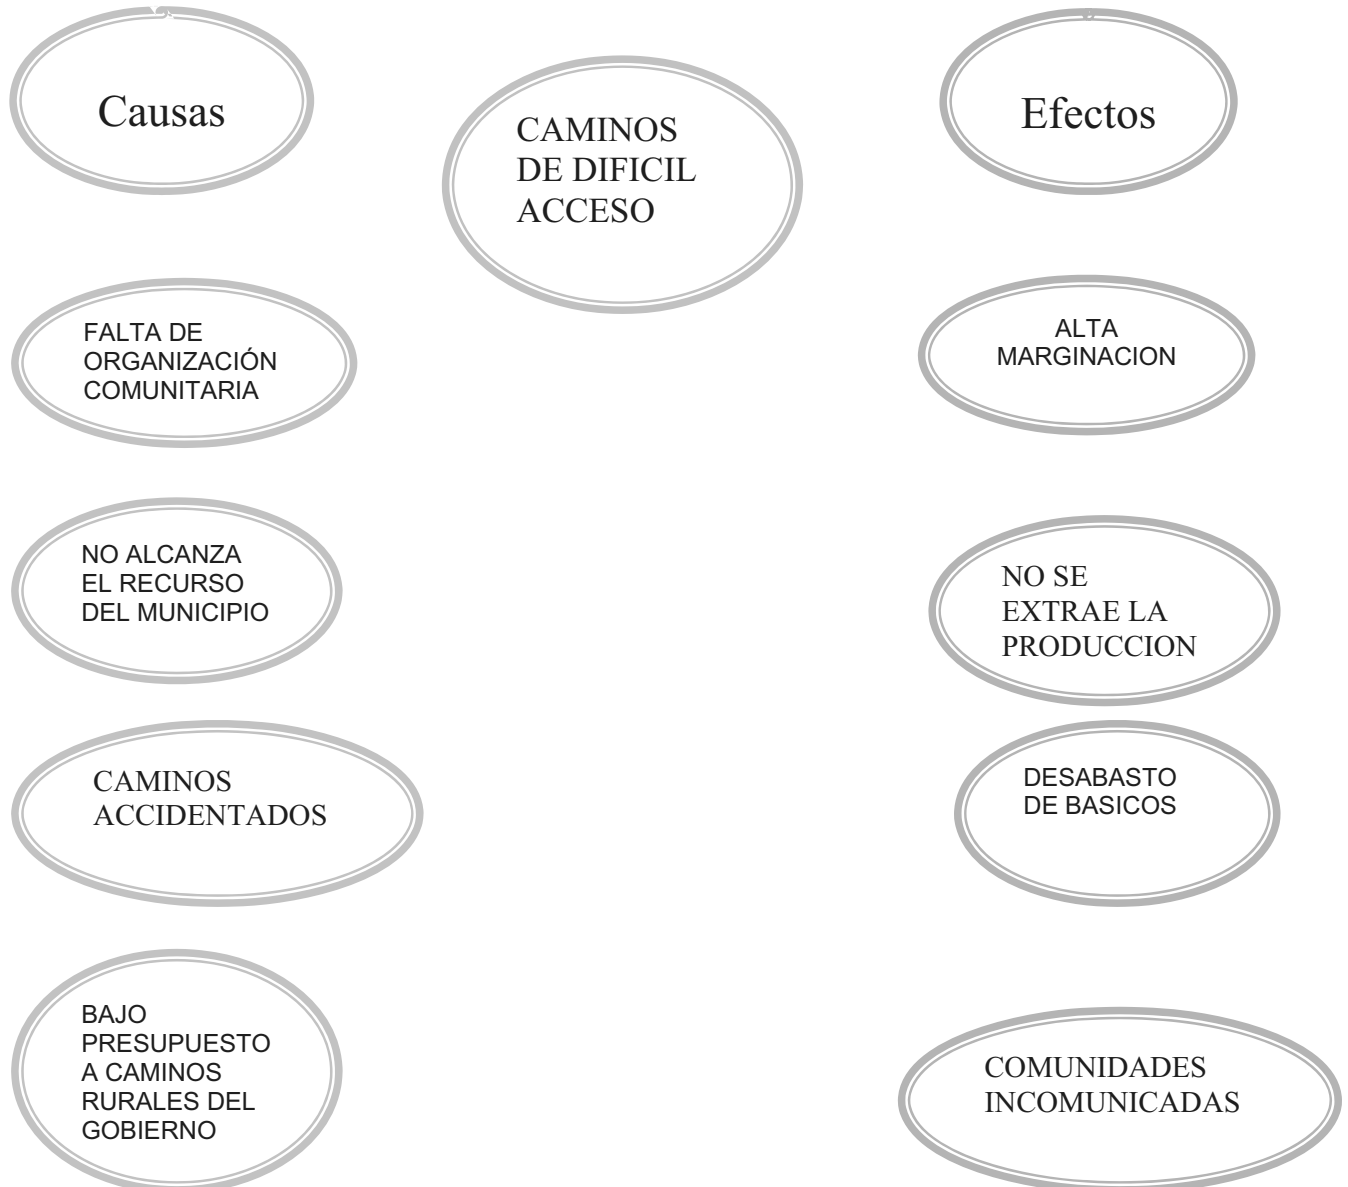 Causas
CAMINOS
DE DIFICIL
ACCESO
Efectos
FALTA DE
ORGANIZACIÓN
COMUNITARIA
ALTA
MARGINACION
NO ALCANZA
EL RECURSO
DEL MUNICIPIO
NO SE
EXTRAE LA
PRODUCCION
CAMINOS
ACCIDENTADOS
DESABASTO
DE BASICOS
BAJO
PRESUPUESTO
A CAMINOS
RURALES DEL
GOBIERNO
COMUNIDADES
INCOMUNICADAS